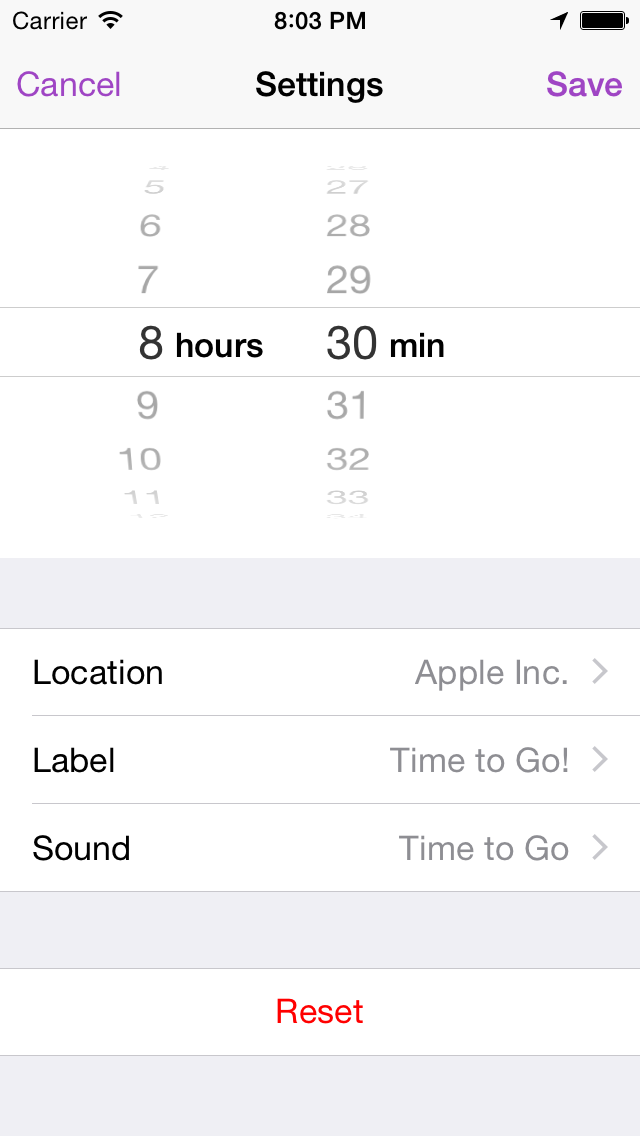 Carrier 8:03 PM
Cancel Settings Save
5 27
6 28
7 29
8 hours 30 min
9 31
10 32
11 33
Location Apple Inc.
Label Time to Go!
Sound Time to Go
Reset